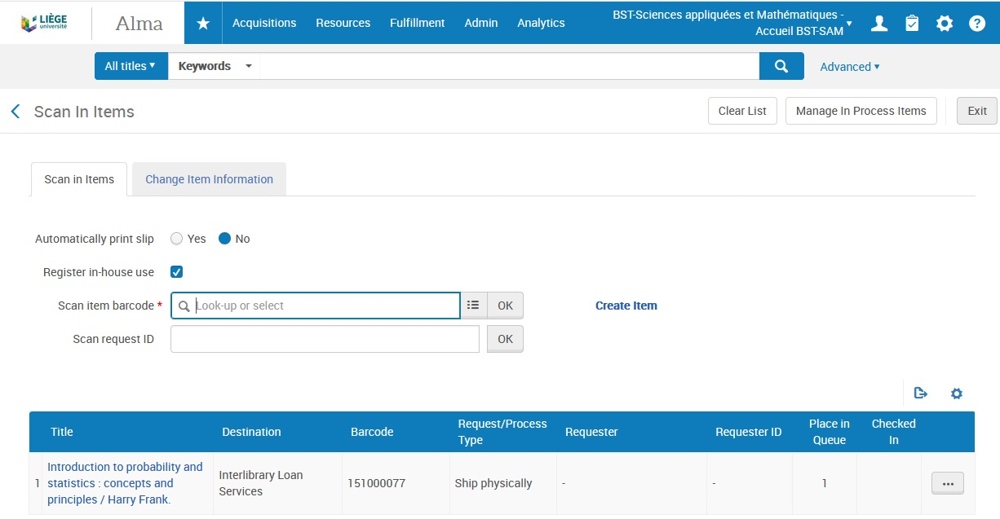 LIÈGE
université
Alma
Acquisitions Resources Fulfillment Admin Analytics
BST-Sciences appliquées et Mathématiques -
Accueil BST-SAM
?
All titles Keywords Advanced
Scan In Items Clear List Manage In Process Items Exit
Scan in Items Change Item Information
Automatically print slip Yes No
Register in-house use
Scan item barcode * Look-up or select OK Create Item
Scan request ID OK
Title Destination Barcode Request/Process Type Requester Requester ID Place in Queue Checked In
1 Introduction to probability and
statistics : concepts and
principles / Harry Frank.
Interlibrary Loan
Services
151000077
Ship physically
-
-
1
...